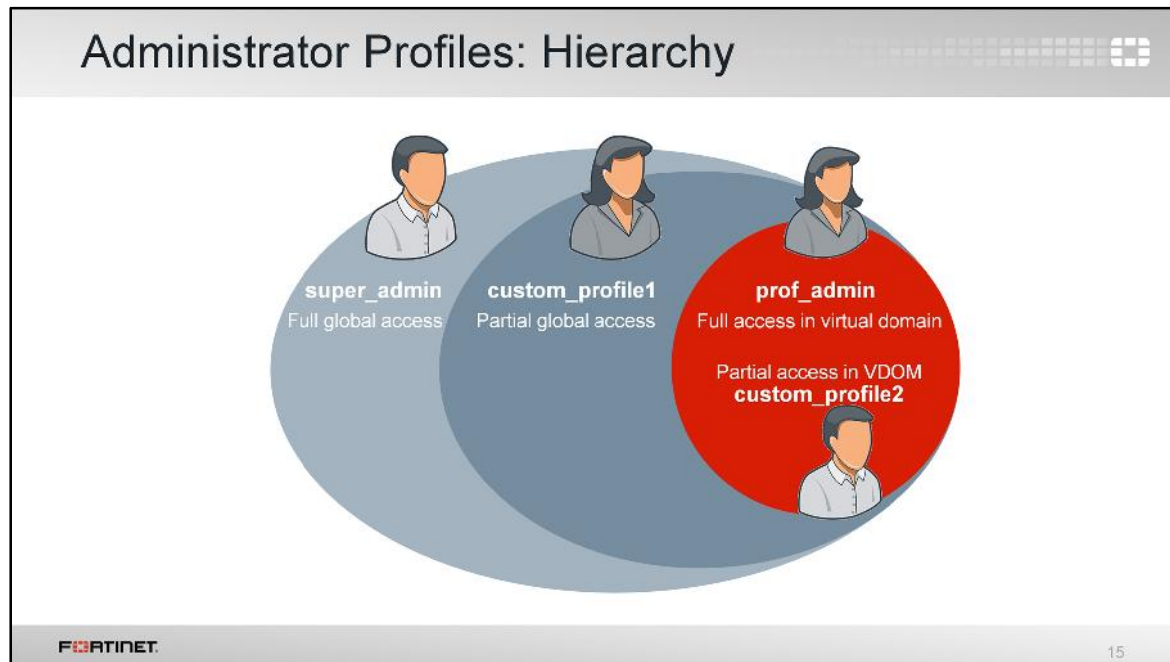 Administrator Profiles: Hierarchy
super_admin
Full global access
custom_profile1
Partial global access
prof_admin
Full access in virtual domain
Partial access in VDOM
custom_profile2
FORTINET
15